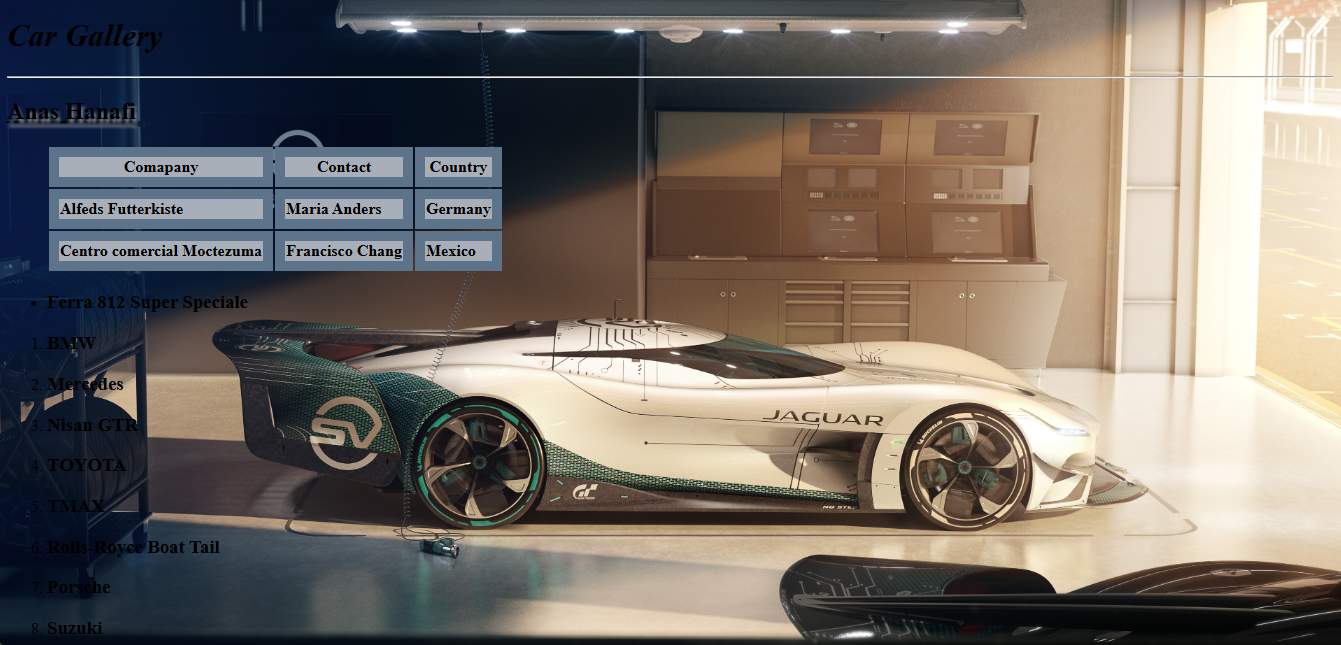 Car Gallery
Anas Hanafi
Comapany Contact Country
Alfeds Futterkiste Maria Anders Germany
Centro comercial Moctezuma Francisco Chang Mexico
• Ferra 812 Super Speciale
1. BMW
2. Mercedes
3. Nisan GTR
4. TOYOTA
5. TMAX
6. Rolls-Royce Boat Tail
7. Porsche
8. Suzuki
JAGUAR
SV
GT
NO STEP